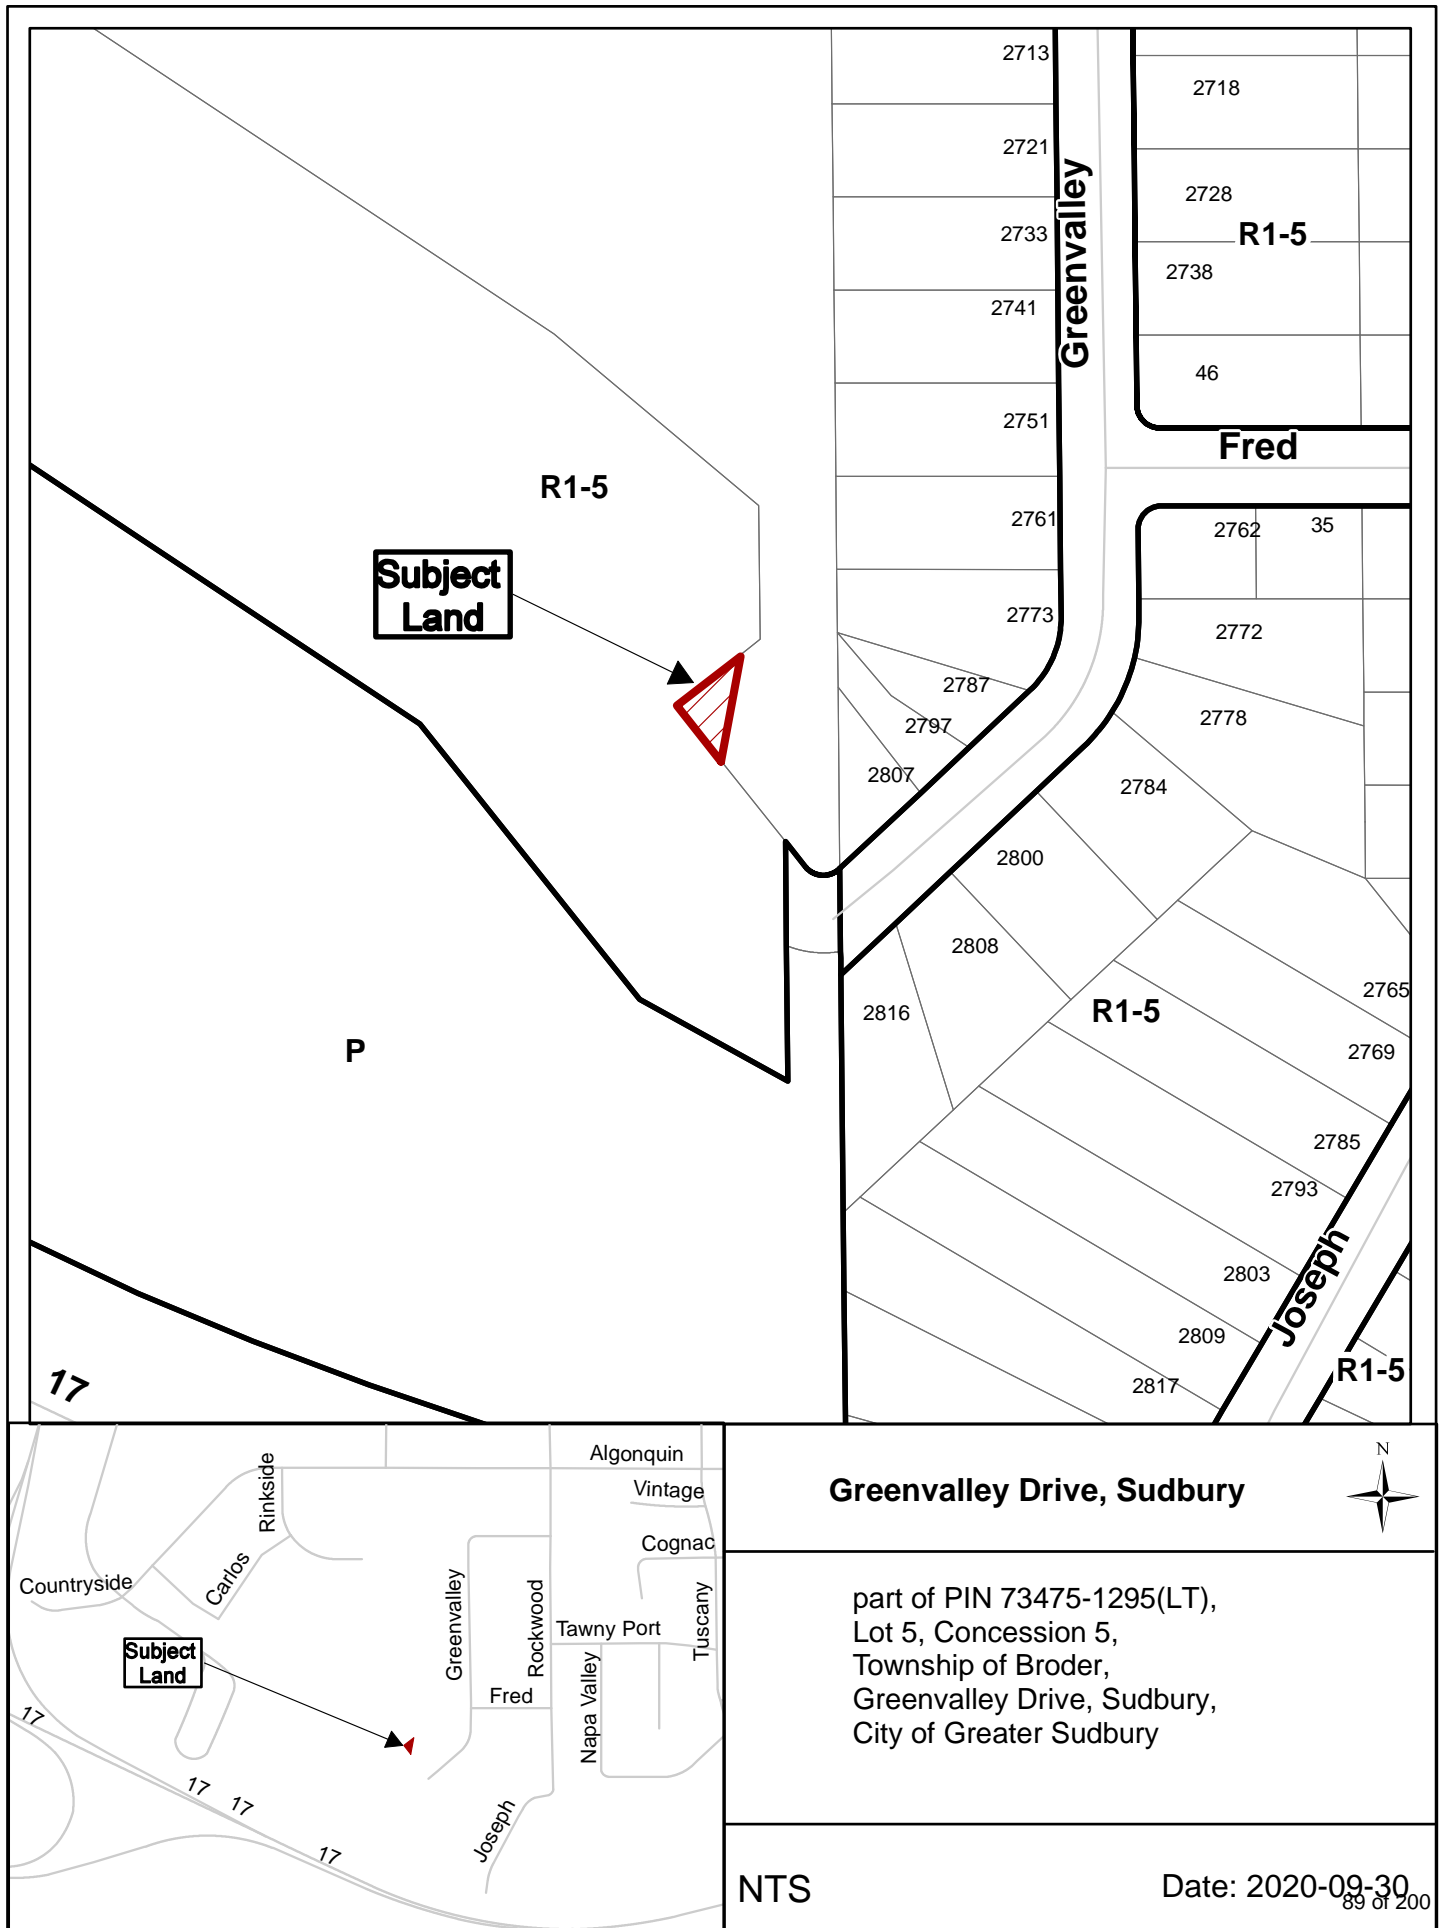 2713
2718
2721
Greenvalley
2728
2733
R1-5
2738
2741
46
2751
Fred
R1-5
2761
2762
35
Subject
Land
2773
2772
2787
2778
2797
2807
2784
2800
2808
2765
2816
R1-5
P
2769
2785
2793
2803
Joseph
2809
R1-5
17
2817
Algonquin
Rinkside
Vintage
Cognac
Countryside
Carlos
Greenvalley
Rockwood
Tawny Port
Tuscany
Subject
Land
Fred
Napa Valley
17
17
17
Joseph
17
Greenvalley Drive, Sudbury
N
part of PIN 73475-1295(LT),
Lot 5, Concession 5,
Township of Broder,
Greenvalley Drive, Sudbury,
City of Greater Sudbury
NTS
Date: 2020-09-30
89 of 200